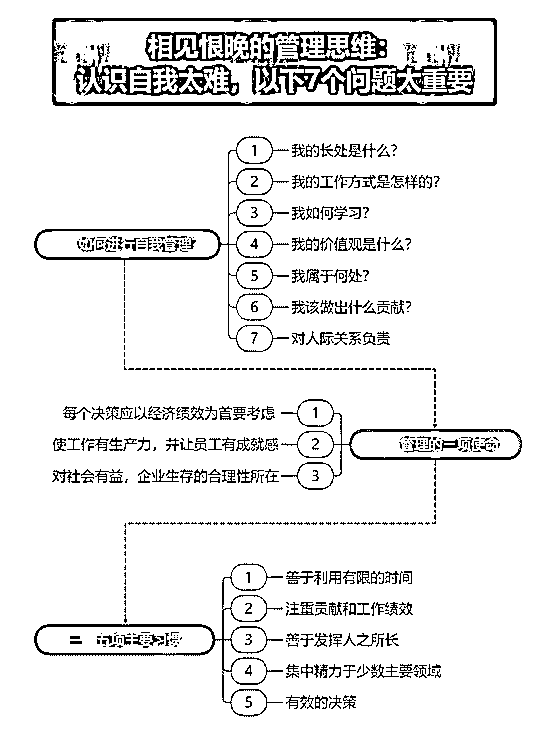 相见恨晚的管理思维：
认识自我太难，以下7个问题太重要
如何进行自我管理
1 我的长处是什么?
2 我的工作方式是怎样的?
3 我如何学习?
4 我的价值观是什么?
5 我属于何处?
6 我该做出什么贡献?
7 对人际关系负责
管理的三项使命
每个决策应以经济绩效为首要考虑 1
使工作有生产力，并让员工有成就感 2
对社会有益，企业生存的合理性所在 3
五项主要习惯
1 善于利用有限的时间
2 注重贡献和工作绩效
3 善于发挥人之所长
4 集中精力于少数主要领域
5 有效的决策